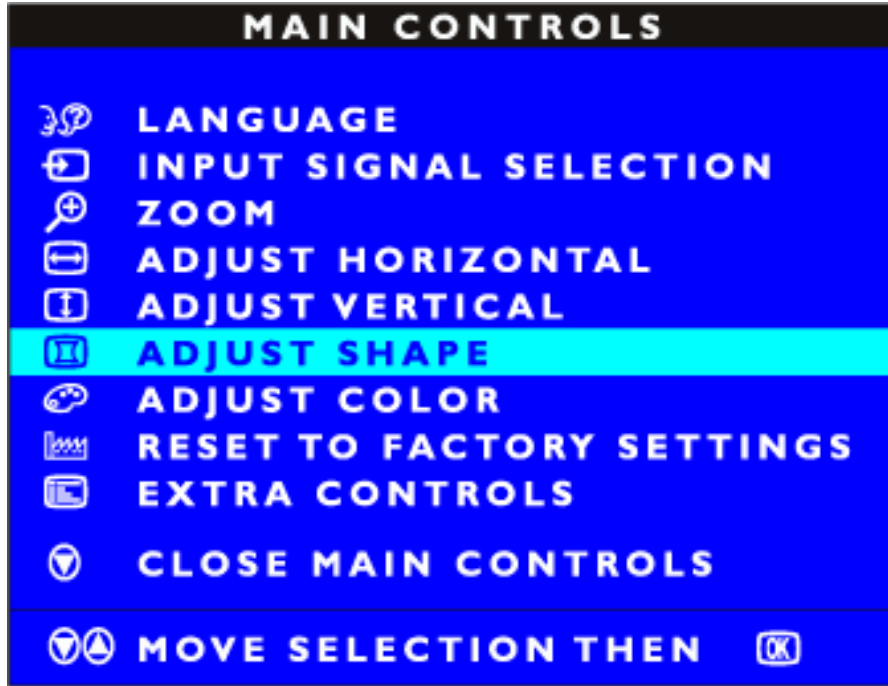 MAIN CONTROLS
LANGUAGE
INPUT SIGNAL SELECTION
ZOOM
ADJUST HORIZONTAL
ADJUST VERTICAL
ADJUST SHAPE
ADJUST COLOR
RESET TO FACTORY SETTINGS
EXTRA CONTROLS
CLOSE MAIN CONTROLS
MOVE SELECTION THEN OK